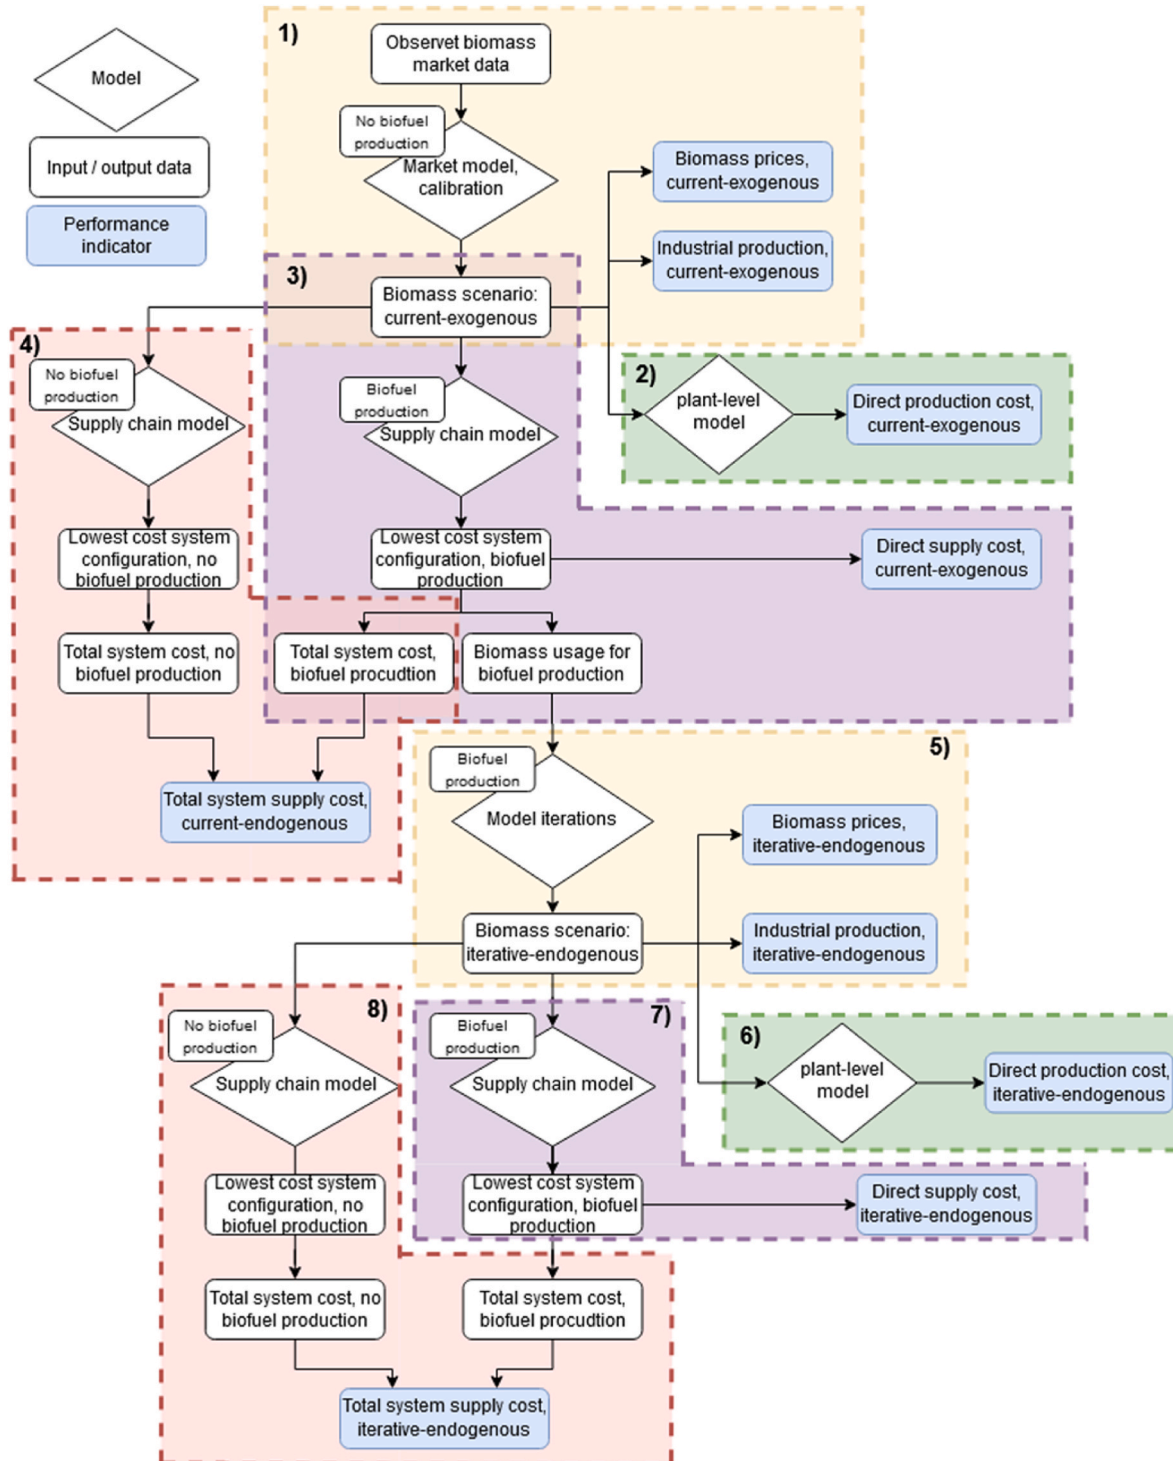 1)
Observet biomass
market data
Model
No biofuel
production
Market model,
calibration
Input / output data
Biomass prices,
current-exogenous
Performance
indicator
Industrial production,
current-exogenous
3)
Biomass scenario:
current-exogenous
4)
No biofuel
production
Supply chain model
Biofuel
production
Supply chain model
2)
plant-level
model
Direct production cost,
current-exogenous
Lowest cost system
configuration, no
biofuel production
Lowest cost system
configuration, biofuel
production
Direct supply cost,
current-exogenous
Total system cost, no
biofuel production
Total system cost,
biofuel procudtion
Biomass usage for
biofuel production
Total system supply cost,
current-endogenous
5)
Biofuel
production
Model iterations
Biomass prices,
iterative-endogenous
Biomass scenario:
iterative-endogenous
Industrial production,
iterative-endogenous
8)
No biofuel
production
Supply chain model
7)
Biofuel
production
Supply chain model
6)
plant-level
model
Direct production cost,
iterative-endogenous
Lowest cost system
configuration, no
biofuel production
Lowest cost system
configuration, biofuel
production
Direct supply cost,
iterative-endogenous
Total system cost, no
biofuel production
Total system cost,
biofuel procudtion
Total system supply cost,
iterative-endogenous